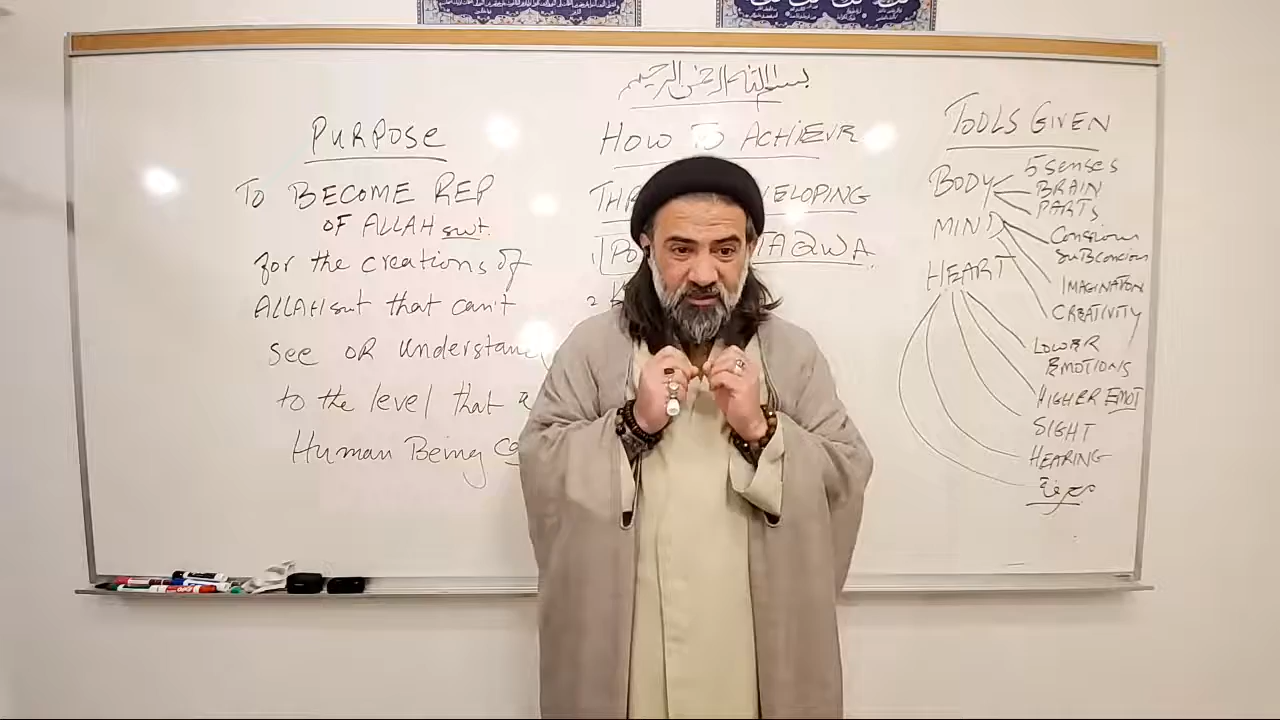 بسم الله الرحمن الرحيم
PURPOSE
TO BECOME REP
OF ALLAH swt.
for the creations of
ALLAH swt that can't
see OR understand
to the level that a
Human Being
HOW TO ACHIEVE
TAQWA
TOOLS GIVEN
BODY
5 SENSES
BRAIN
PARTS
MIND
Conscious
SUBConcious
IMAGINATION
CREATIVITY
HEART
LOWER
EMOTIONS
HIGHER EMOT
SIGHT
HEARING
معرفة